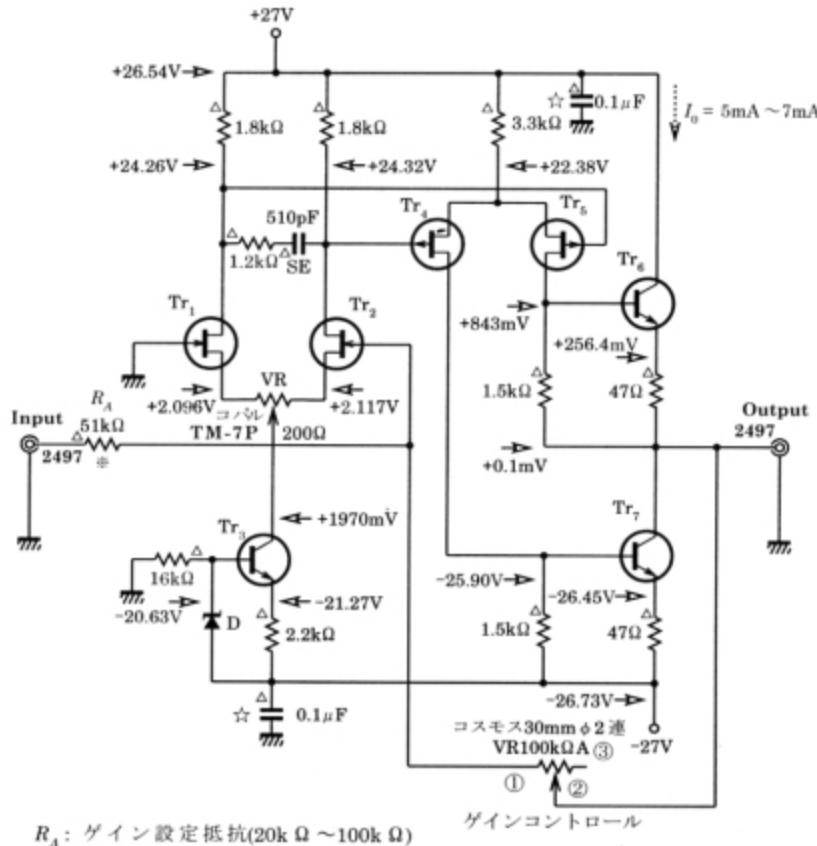 +27V
+26.54V
☆ 0.1μF
I₀ = 5mA～7mA
1.8kΩ
1.8kΩ
3.3kΩ
+24.26V
+24.32V
+22.38V
Tr₄
Tr₅
510pF
1.2kΩ
SE
Tr₆
Tr₁
Tr₂
+843mV
+256.4mV
VR
1.5kΩ
47Ω
R_A
+2.096V
+2.117V
Input
51kΩ
コパル
Output
TM-7P
200Ω
2497
2497
※
+0.1mV
Tr₃
+1970mV
Tr₇
16kΩ
-25.90V
-20.63V
-21.27V
-26.45V
D
2.2kΩ
1.5kΩ
47Ω
☆ 0.1μF
-26.73V
コスモス30mmφ2連
VR100kΩA ③
-27V
①
②
ゲインコントロール
R_A : ゲイン設定抵抗(20kΩ～100kΩ)